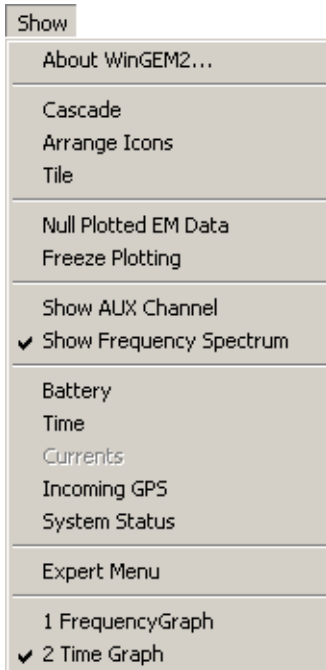 Show
About WinGEM2...
Cascade
Arrange Icons
Tile
Null Plotted EM Data
Freeze Plotting
Show AUX Channel
Show Frequency Spectrum
Battery
Time
Currents
Incoming GPS
System Status
Expert Menu
1 FrequencyGraph
2 Time Graph